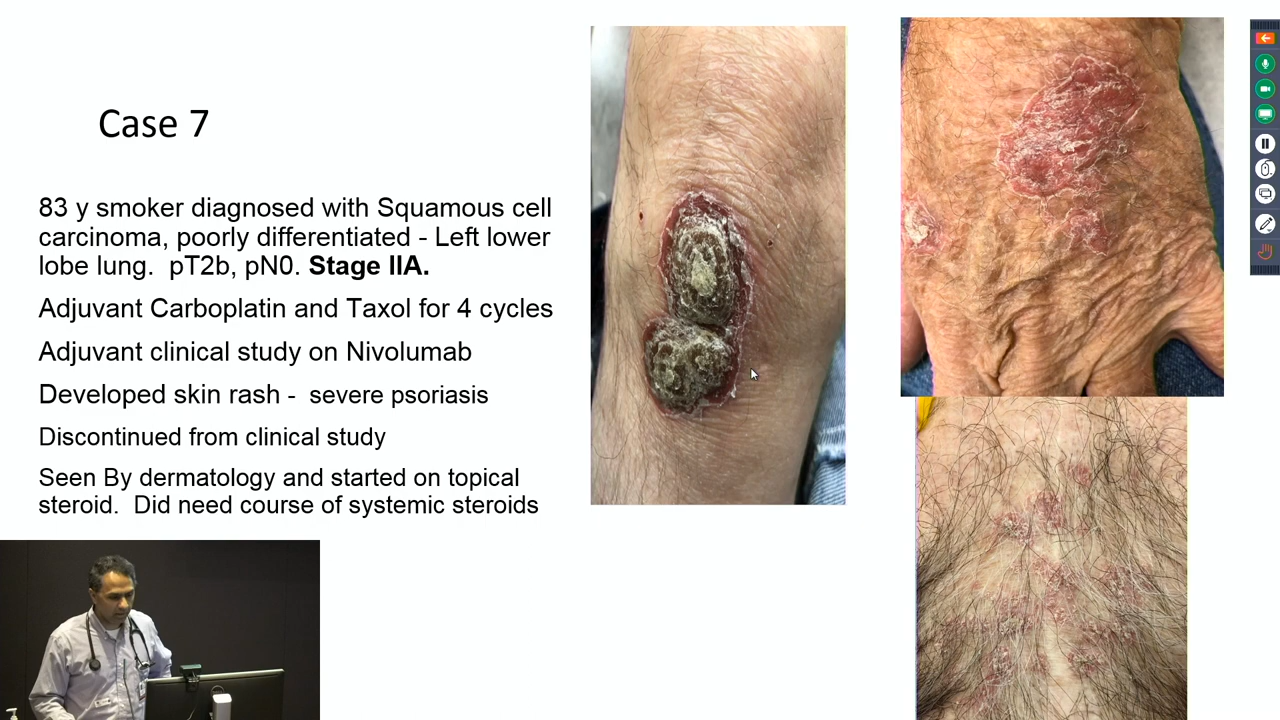 Case 7
83 y smoker diagnosed with Squamous cell
carcinoma, poorly differentiated - Left lower
lobe lung.  pT2b, pN0. Stage IIA.
Adjuvant Carboplatin and Taxol for 4 cycles
Adjuvant clinical study on Nivolumab
Developed skin rash -  severe psoriasis
Discontinued from clinical study
Seen By dermatology and started on topical
steroid.  Did need course of systemic steroids